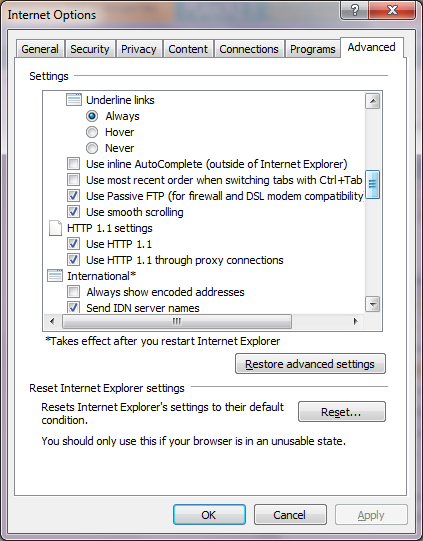 Internet Options
General Security Privacy Content Connections Programs Advanced
Settings
Underline links
Always
Hover
Never
Use inline AutoComplete (outside of Internet Explorer)
Use most recent order when switching tabs with Ctrl+Tab
Use Passive FTP (for firewall and DSL modem compatibility
Use smooth scrolling
HTTP 1.1 settings
Use HTTP 1.1
Use HTTP 1.1 through proxy connections
International*
Always show encoded addresses
Send IDN server names
*Takes effect after you restart Internet Explorer
Restore advanced settings
Reset Internet Explorer settings
Resets Internet Explorer's settings to their default
condition.
Reset...
You should only use this if your browser is in an unusable state.
OK Cancel Apply